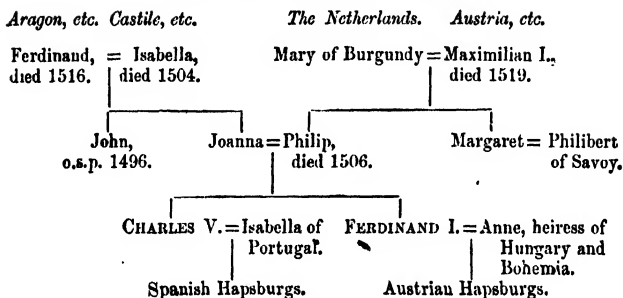 Aragon, etc. Castile, etc. The Netherlands. Austria, etc.
Ferdinand, = Isabella, Mary of Burgundy = Maximilian I.,
died 1516. died 1504. died 1519.
John, Joanna = Philip, Margaret = Philibert
o.s.p. 1496. died 1506. of Savoy.
CHARLES V. = Isabella of FERDINAND I. = Anne, heiress of
Portugal. Hungary and
Bohemia.
Spanish Hapsburgs. Austrian Hapsburgs.